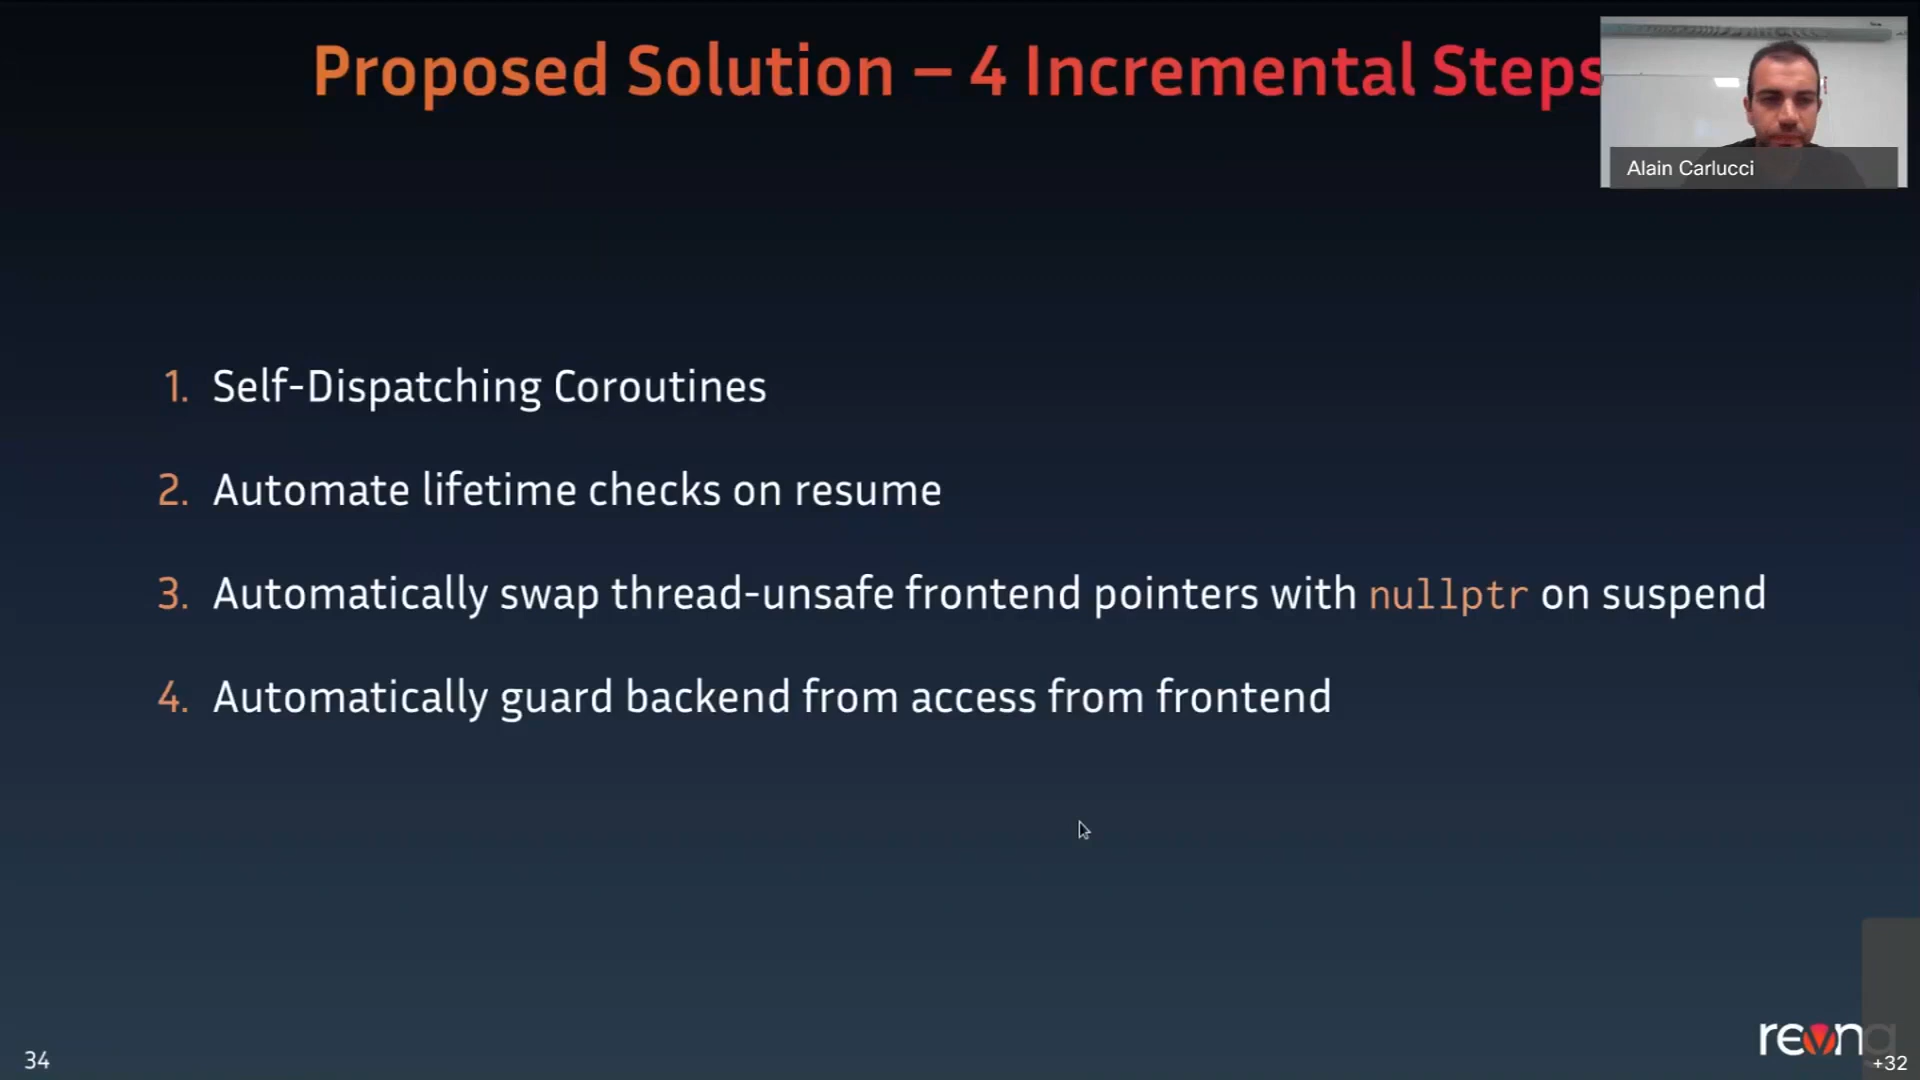 Proposed Solution – 4 Incremental Steps
Alain Carlucci
1. Self-Dispatching Coroutines
2. Automate lifetime checks on resume
3. Automatically swap thread-unsafe frontend pointers with nullptr on suspend
4. Automatically guard backend from access from frontend
34
revng
+32